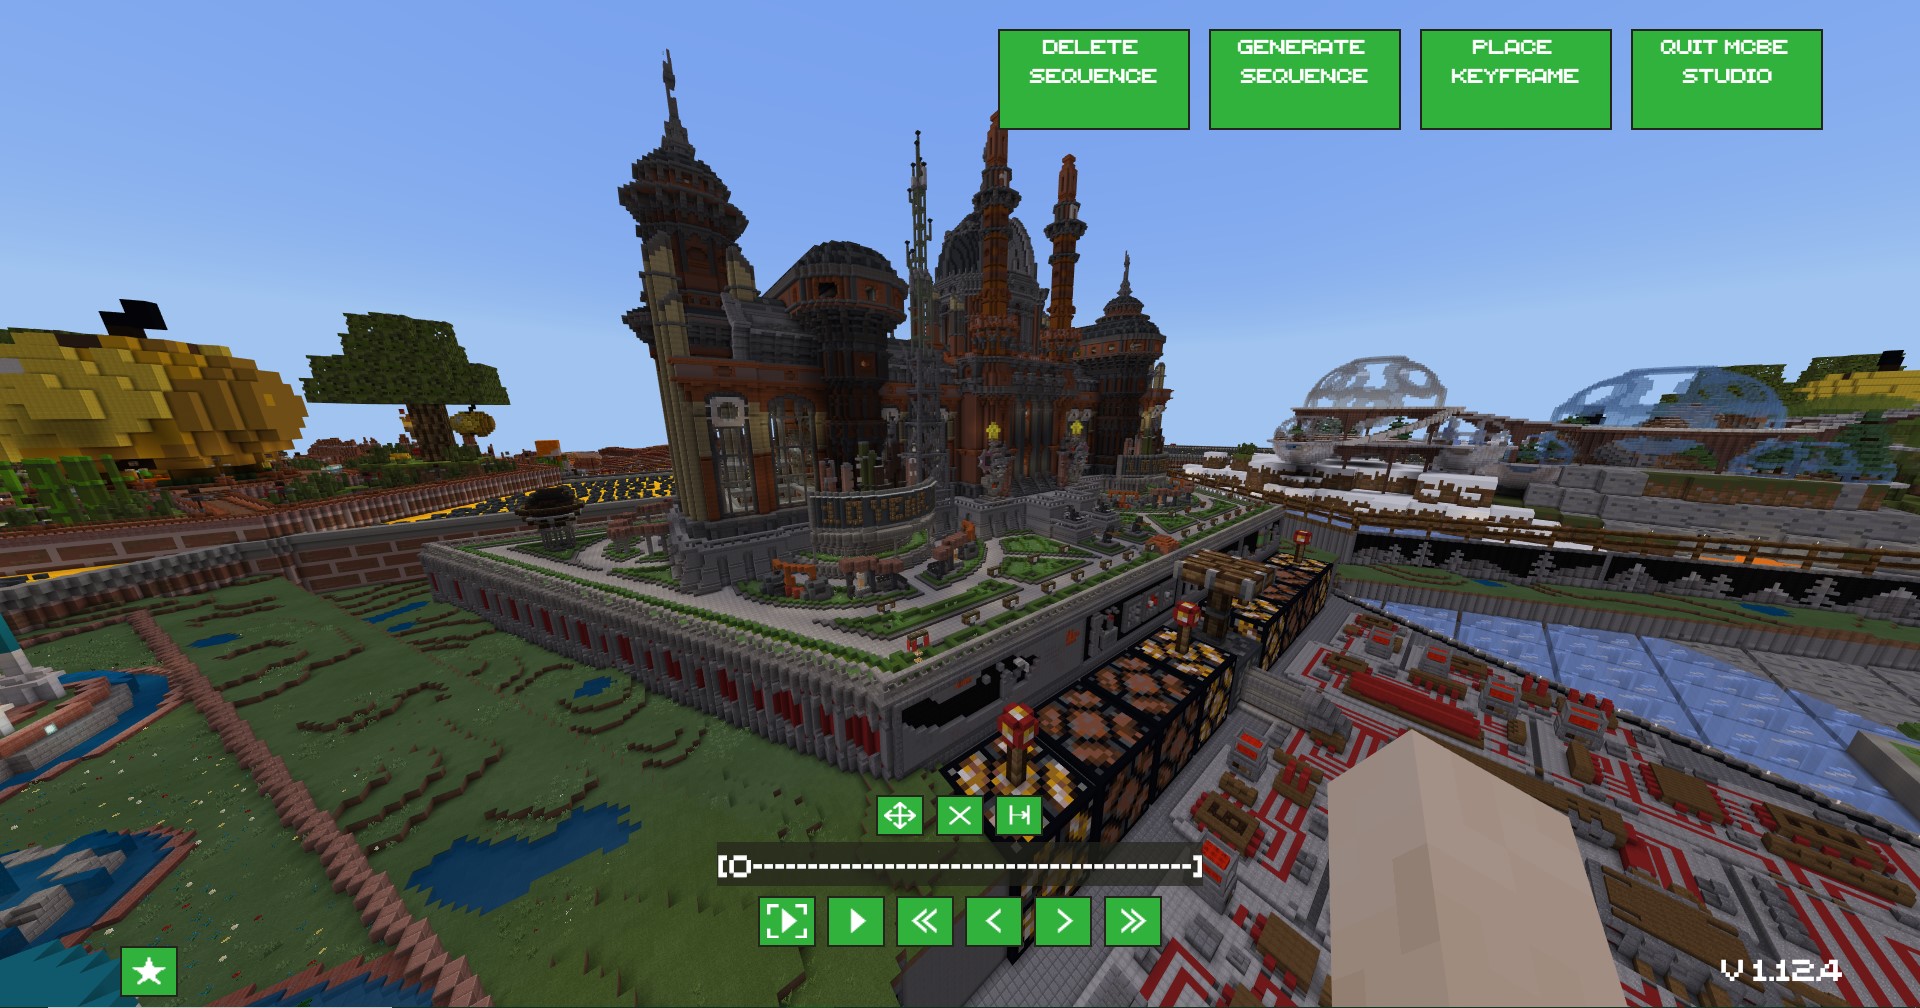 DELETE
SEQUENCE
GENERATE
SEQUENCE
PLACE
KEYFRAME
QUIT MCBE
STUDIO
V 1.12.4